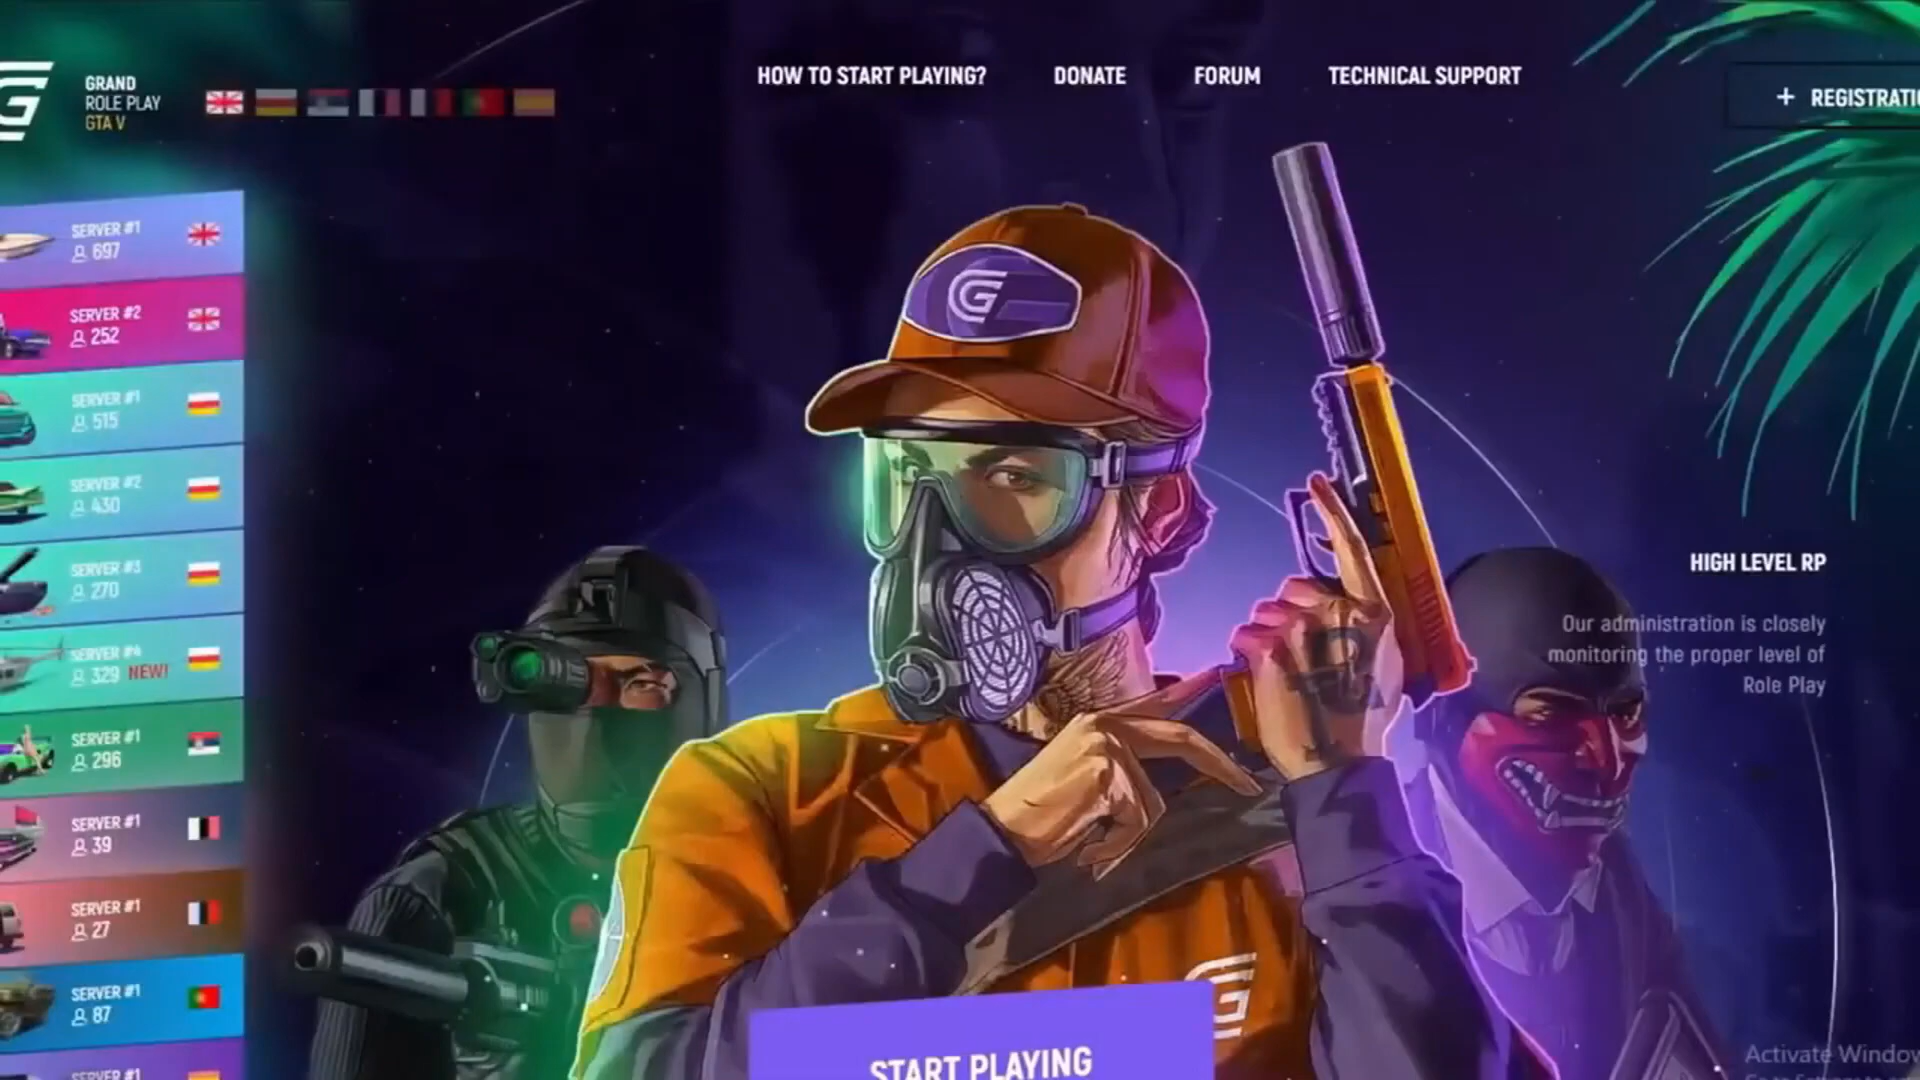 GRAND
ROLE PLAY
GTA V
HOW TO START PLAYING?
DONATE
FORUM
TECHNICAL SUPPORT
+ REGISTRATIO
SERVER #1
697
SERVER #2
252
SERVER #1
515
SERVER #2
430
SERVER #3
270
SERVER #4
329 NEW!
SERVER #1
296
SERVER #1
39
SERVER #1
27
SERVER #1
87
SERVER #1
HIGH LEVEL RP
Our administration is closely
monitoring the proper level of
Role Play
START PLAYING
Activate Window